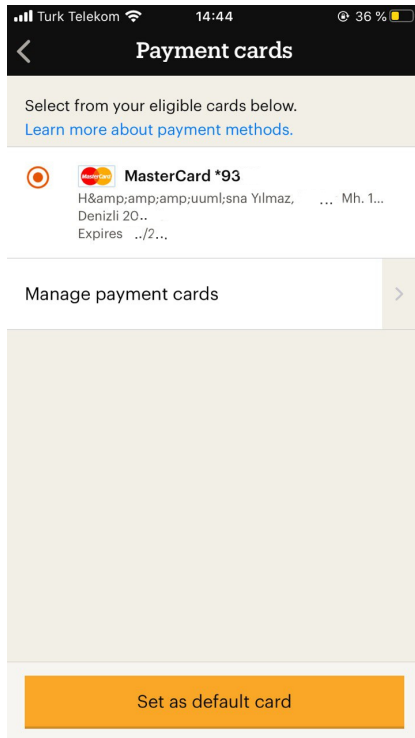 Turk Telekom 14:44 36 %
Payment cards
Select from your eligible cards below.
Learn more about payment methods.
MasterCard MasterCard *93
H&amp;amp;amp;uuml;sna Yılmaz, ... Mh. 1...
Denizli 20..
Expires ../2..,
Manage payment cards
Set as default card